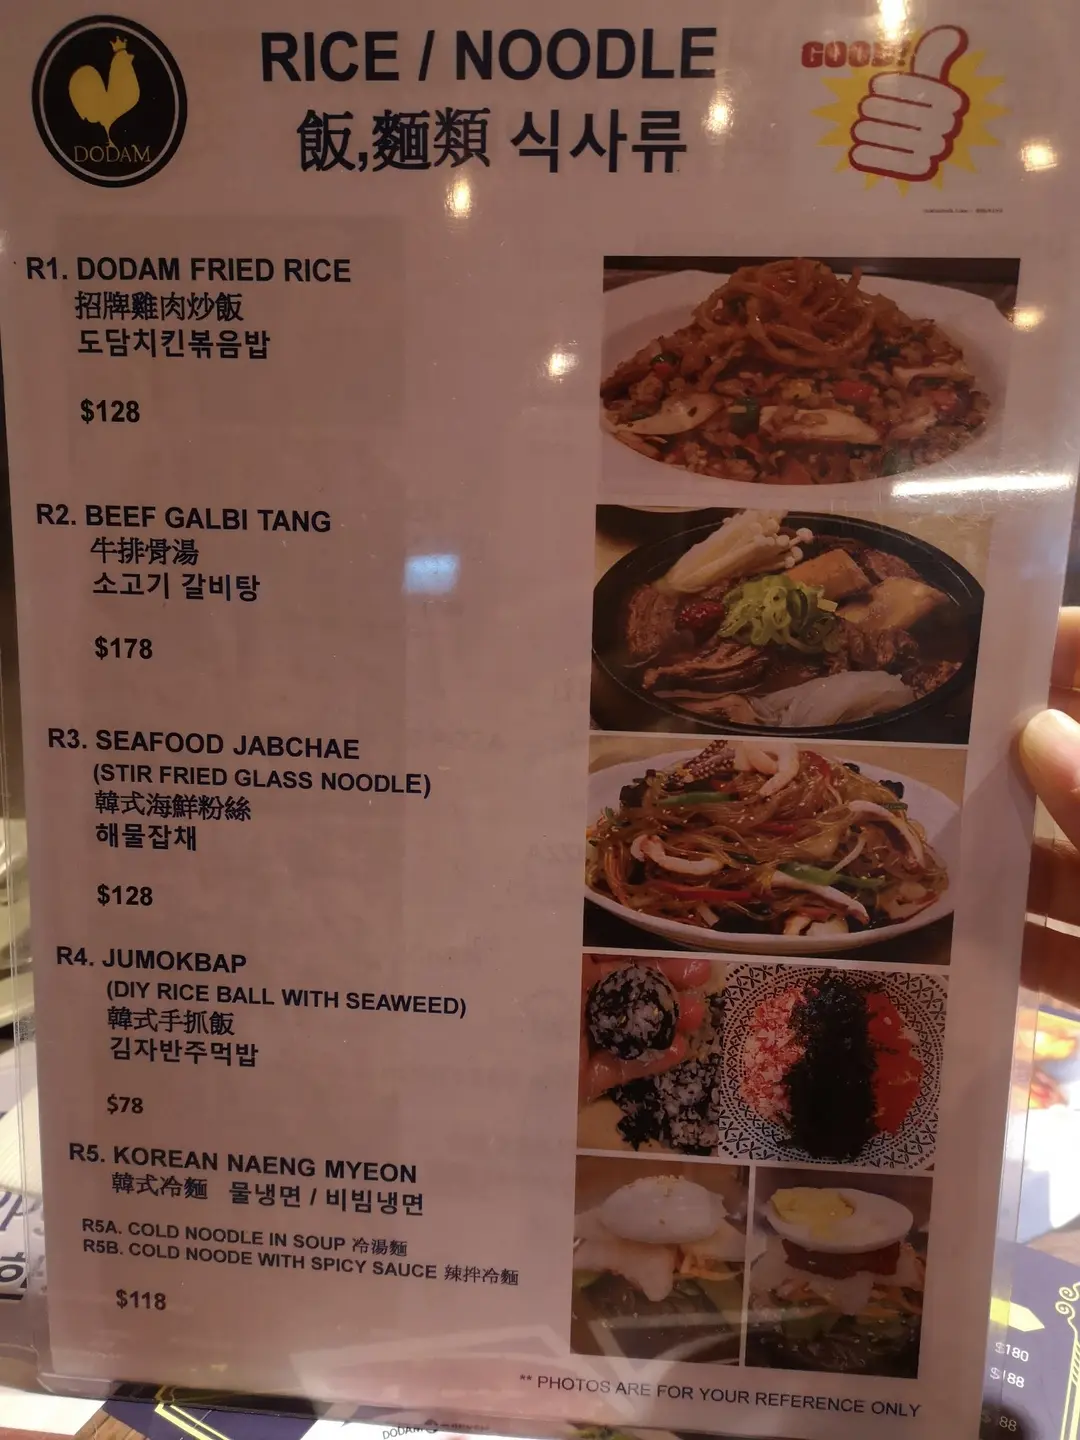 DODAM
RICE / NOODLE
飯,麵類 식사류
GOOD!
R1. DODAM FRIED RICE
招牌雞肉炒飯
도담치킨볶음밥
$128
R2. BEEF GALBI TANG
牛排骨湯
소고기 갈비탕
$178
R3. SEAFOOD JABCHAE
(STIR FRIED GLASS NOODLE)
韓式海鮮粉絲
해물잡채
$128
R4. JUMOKBAP
(DIY RICE BALL WITH SEAWEED)
韓式手抓飯
김자반주먹밥
$78
R5. KOREAN NAENG MYEON
韓式冷麵 물냉면 / 비빔냉면
R5A. COLD NOODLE IN SOUP 冷湯麵
R5B. COLD NOODE WITH SPICY SAUCE 辣拌冷麵
$118
** PHOTOS ARE FOR YOUR REFERENCE ONLY
$180
DODAM